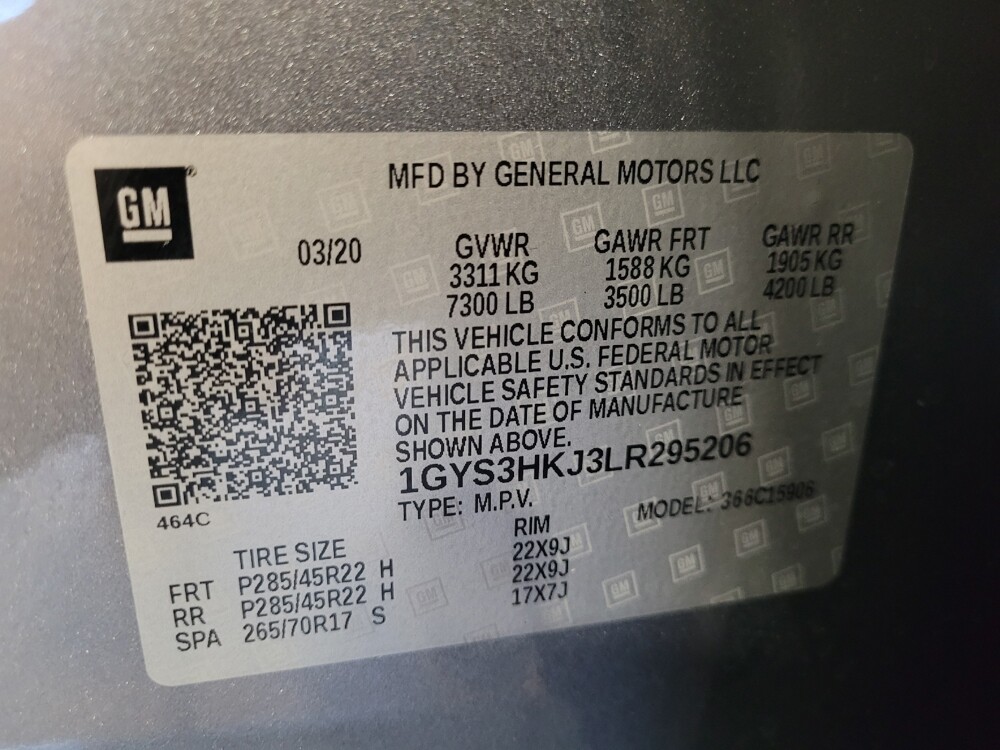 GM
MFD BY GENERAL MOTORS LLC
03/20
GVWR GAWR FRT GAWR RR
3311 KG 1588 KG 1905 KG
7300 LB 3500 LB 4200 LB
THIS VEHICLE CONFORMS TO ALL
APPLICABLE U.S. FEDERAL MOTOR
VEHICLE SAFETY STANDARDS IN EFFECT
ON THE DATE OF MANUFACTURE
SHOWN ABOVE.
1GYS3HKJ3LR295206
TYPE: M.P.V. MODEL: 366C15906
464C
TIRE SIZE RIM
FRT P285/45R22 H 22X9J
RR P285/45R22 H 22X9J
SPA 265/70R17 S 17X7J